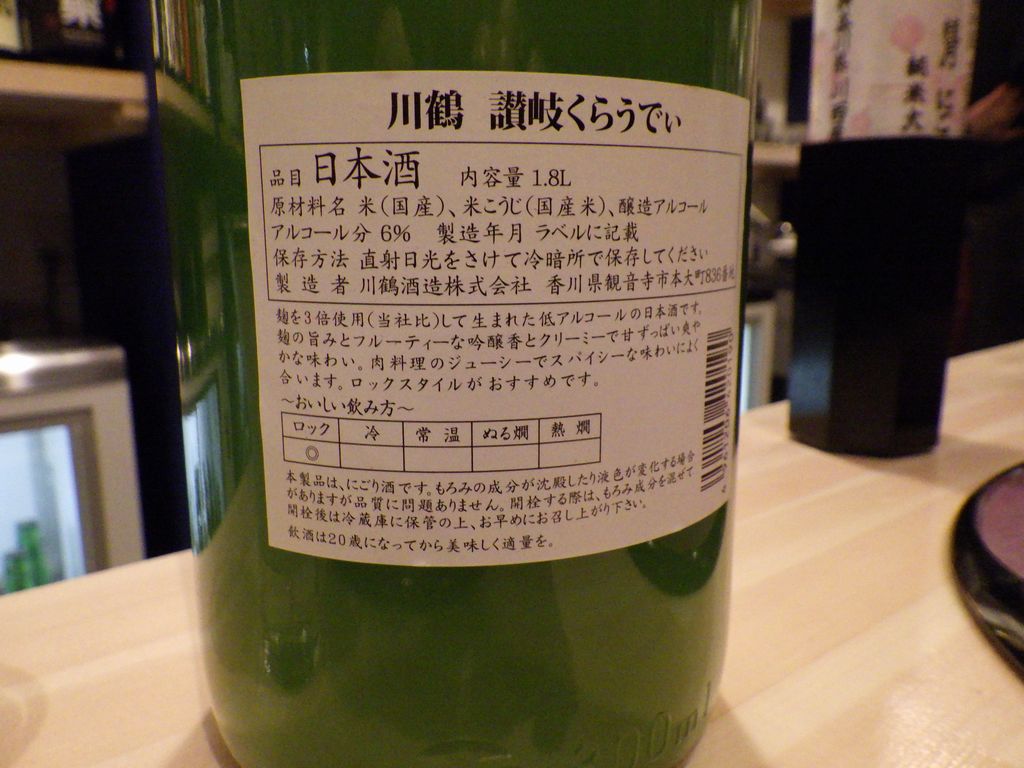 川鶴 讃岐くらうでぃ
品目 日本酒 内容量 1.8L
原材料名 米(国産)、米こうじ(国産米)、醸造アルコール
アルコール分 6% 製造年月 ラベルに記載
保存方法 直射日光をさけて冷暗所で保存してください
製造者 川鶴酒造株式会社 香川県観音寺市本大町836番地
麹を3倍使用(当社比)して生まれた低アルコールの日本酒です。
麹の旨みとフルーティーな吟醸香とクリーミーで甘ずっぱい爽や
かな味わい。肉料理のジューシーでスパイシーな味わいによく
合います。ロックスタイルがおすすめです。
〜おいしい飲み方〜
ロック 冷 常温 ぬる燗 熱燗
◎
本製品は、にごり酒です。もろみの成分が沈殿したり液色が変化する場合
がありますが品質に問題ありません。開栓する際は、もろみ成分を混ぜて
開栓後は冷蔵庫に保管の上、お早めにお召し上がり下さい。
飲酒は20歳になってから美味しく適量を。
純米大